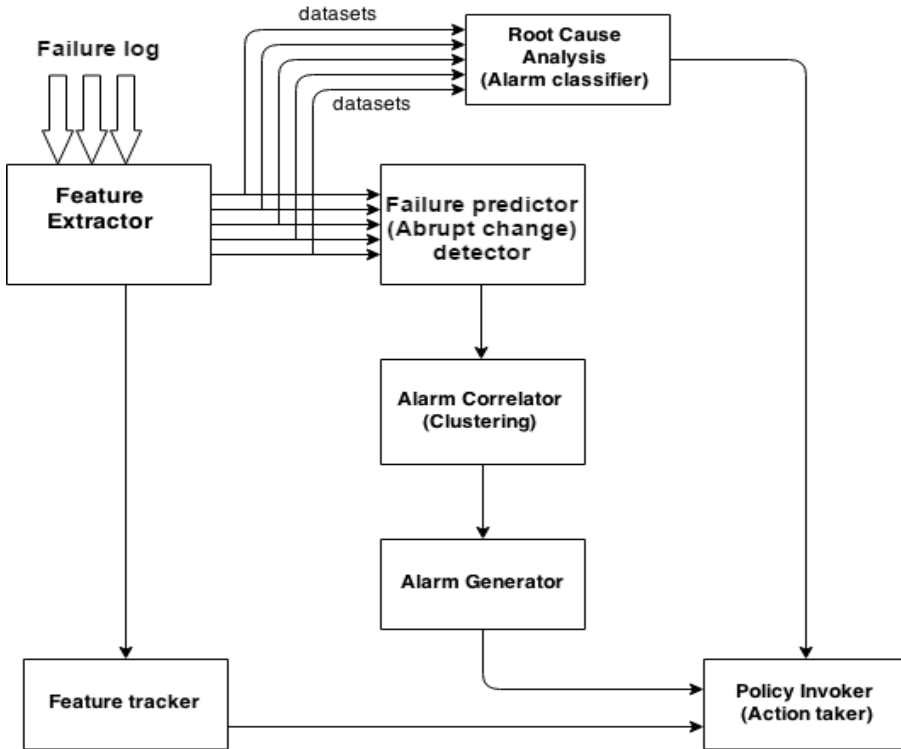 datasets
Failure log
Root Cause
Analysis
(Alarm classifier)
datasets
Feature
Extractor
Failure predictor
(Abrupt change)
detector
Alarm Correlator
(Clustering)
Alarm Generator
Feature tracker
Policy Invoker
(Action taker)